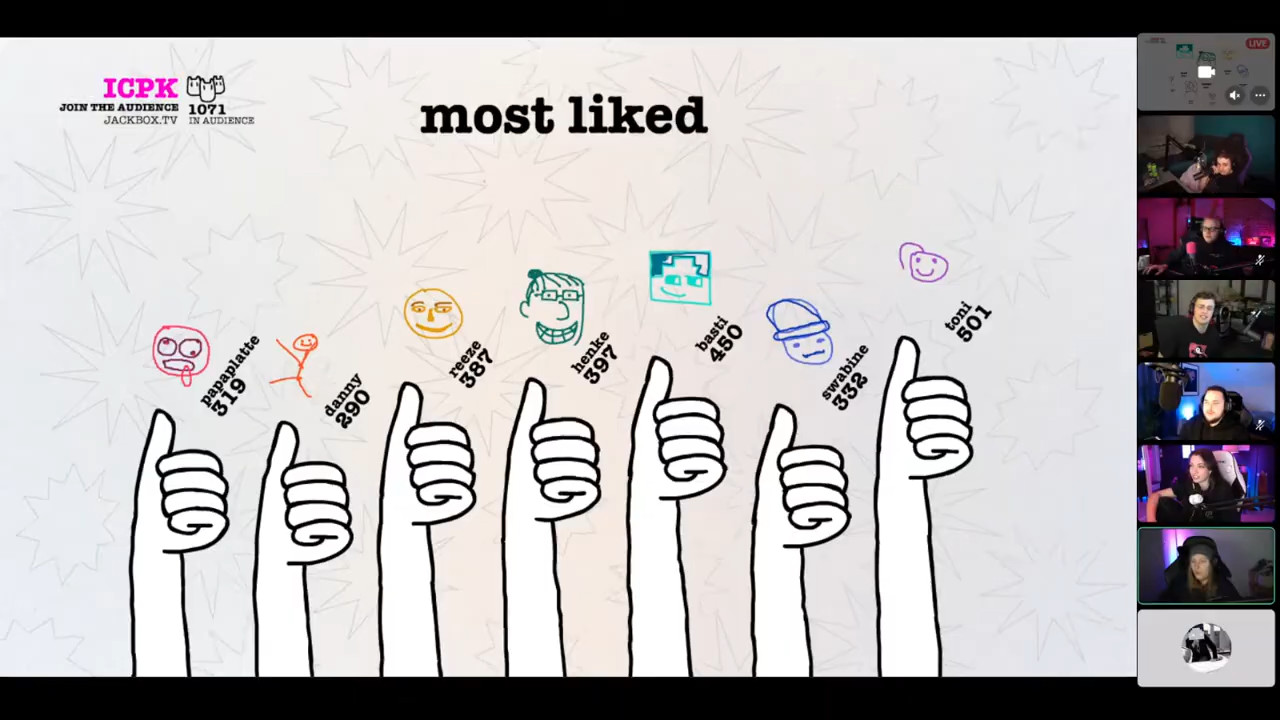 ICPK
JOIN THE AUDIENCE
JACKBOX.TV
1071
IN AUDIENCE
most liked
LIVE
papaplatte
319
danny
290
reeze
387
henke
397
basti
450
swabine
332
toni
501